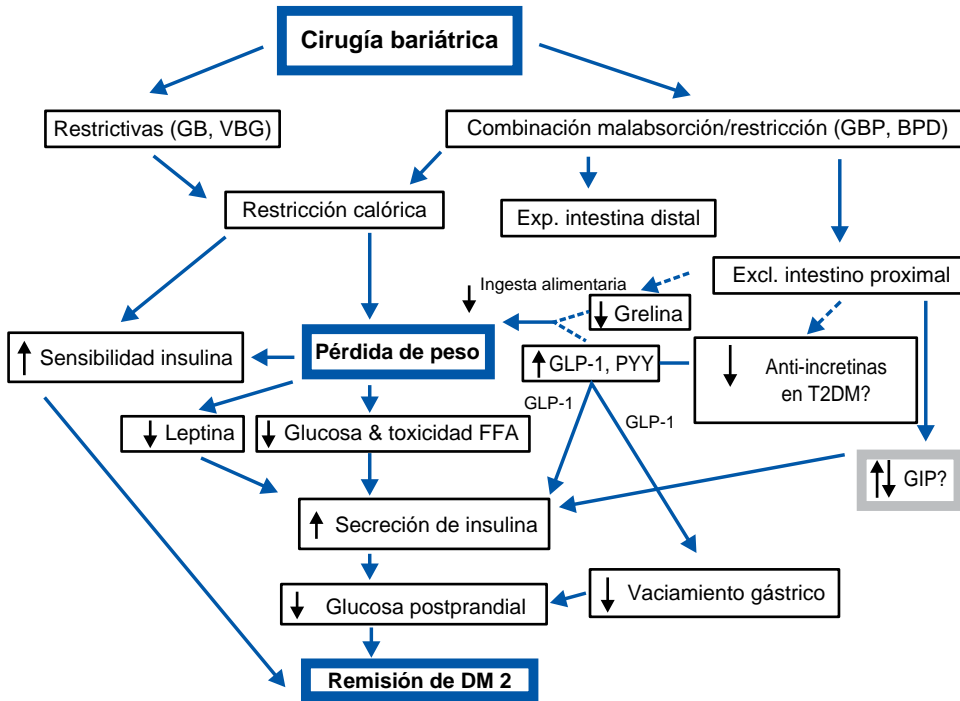 Cirugía bariátrica
Restrictivas (GB, VBG)
Combinación malabsorción/restricción (GBP, BPD)
Restricción calórica
Exp. intestina distal
Excl. intestino proximal
Ingesta alimentaria
Grelina
Sensibilidad insulina
Pérdida de peso
GLP-1, PYY
Anti-incretinas
en T2DM?
GLP-1
GLP-1
Leptina
Glucosa & toxicidad FFA
GIP?
Secreción de insulina
Glucosa postprandial
Vaciamiento gástrico
Remisión de DM 2